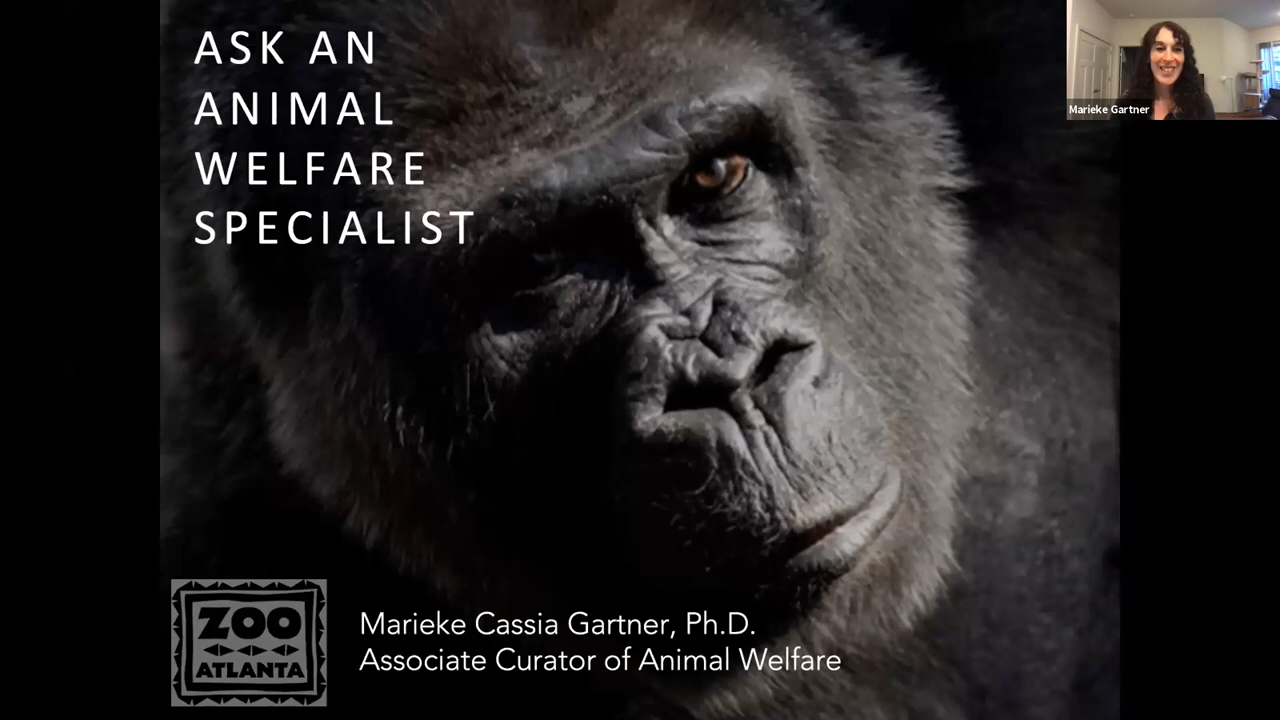 ASK AN
ANIMAL
WELFARE
SPECIALIST
Marieke Gartner
ZOO
ATLANTA
Marieke Cassia Gartner, Ph.D.
Associate Curator of Animal Welfare